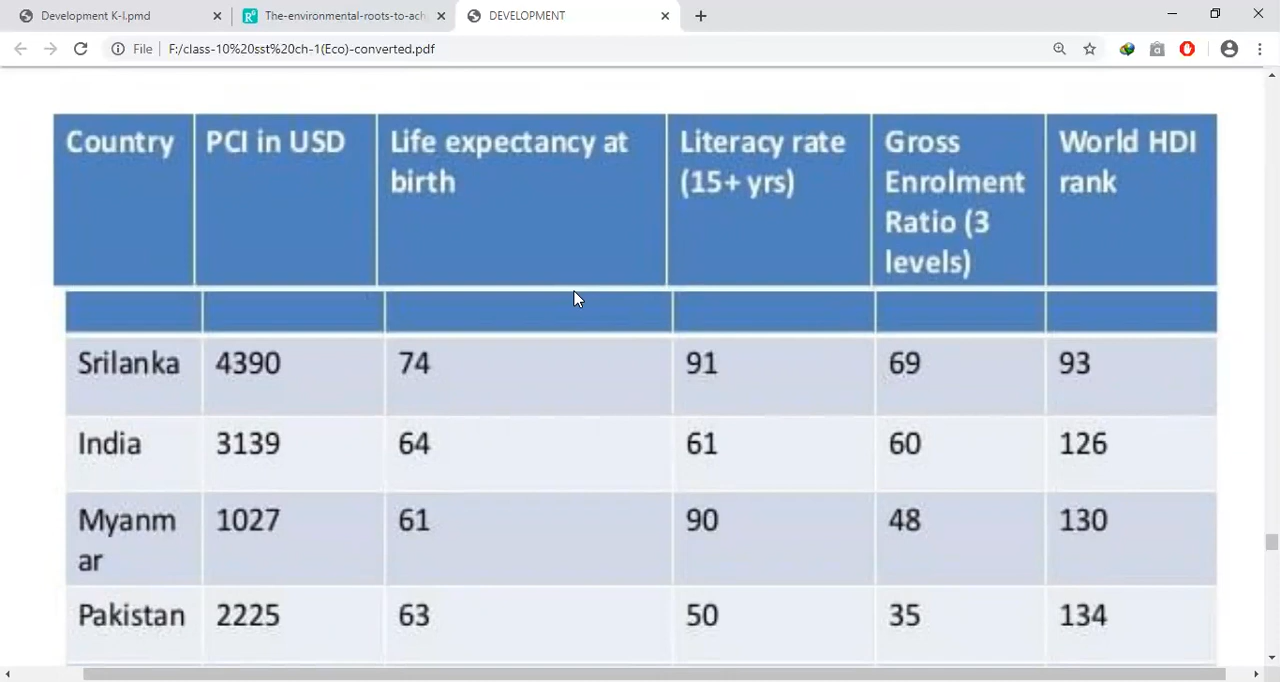 Development K-I.pmd
The-environmental-roots-to-ach
DEVELOPMENT
File
F:/class-10%20sst%20ch-1(Eco)-converted.pdf
Country PCI in USD Life expectancy at Literacy rate Gross World HDI
birth (15+ yrs) Enrolment rank
Ratio (3
levels)
Srilanka 4390 74 91 69 93
India 3139 64 61 60 126
Myanm 1027 61 90 48 130
ar
Pakistan 2225 63 50 35 134